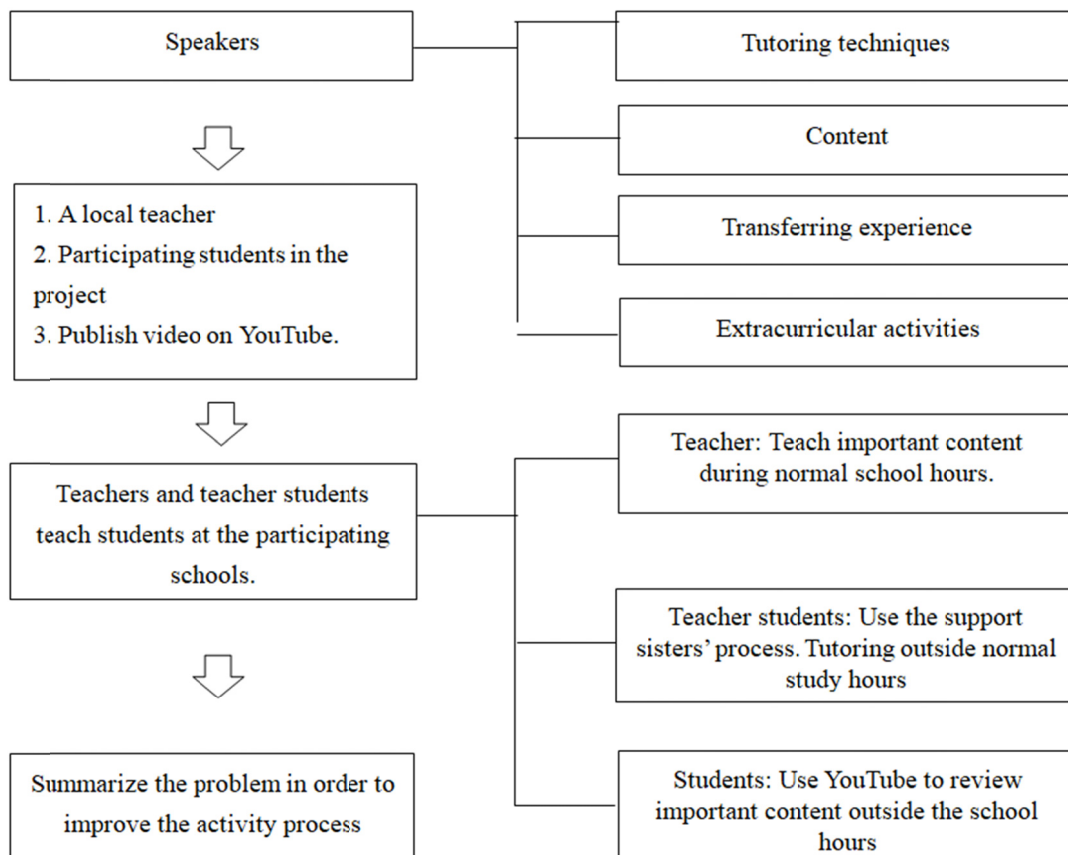 Speakers
Tutoring techniques
Content
Transferring experience
Extracurricular activities
1. A local teacher
2. Participating students in the
project
3. Publish video on YouTube.
Teachers and teacher students
teach students at the participating
schools.
Teacher: Teach important content
during normal school hours.
Teacher students: Use the support
sisters’ process. Tutoring outside normal
study hours
Students: Use YouTube to review
important content outside the school
hours
Summarize the problem in order to
improve the activity process